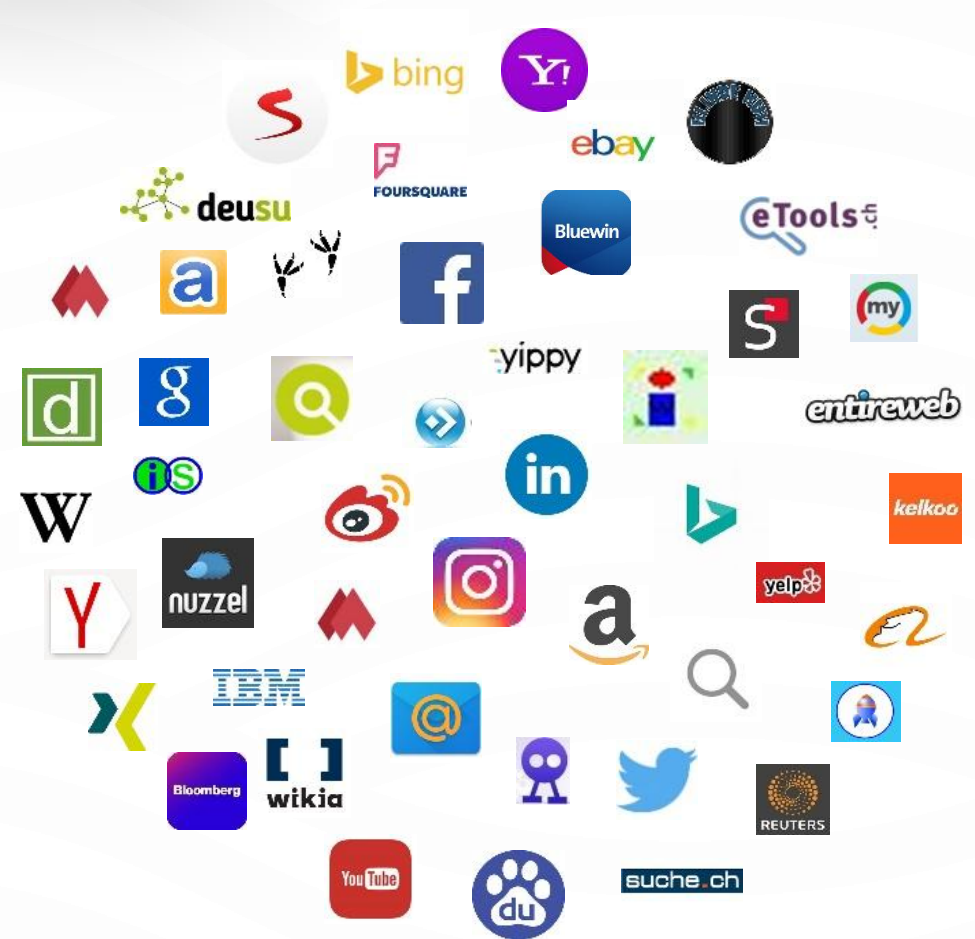 bing
Y!
S
ebay
FOURSQUARE
deusu
Bluewin
eTools.ch
a
f
S
my
yippy
d
g
i
entireweb
iS
in
W
kelkoo
nuzzel
Y
yelp
a
IBM
@
Bloomberg
wikia
REUTERS
YouTube
du
suche.ch